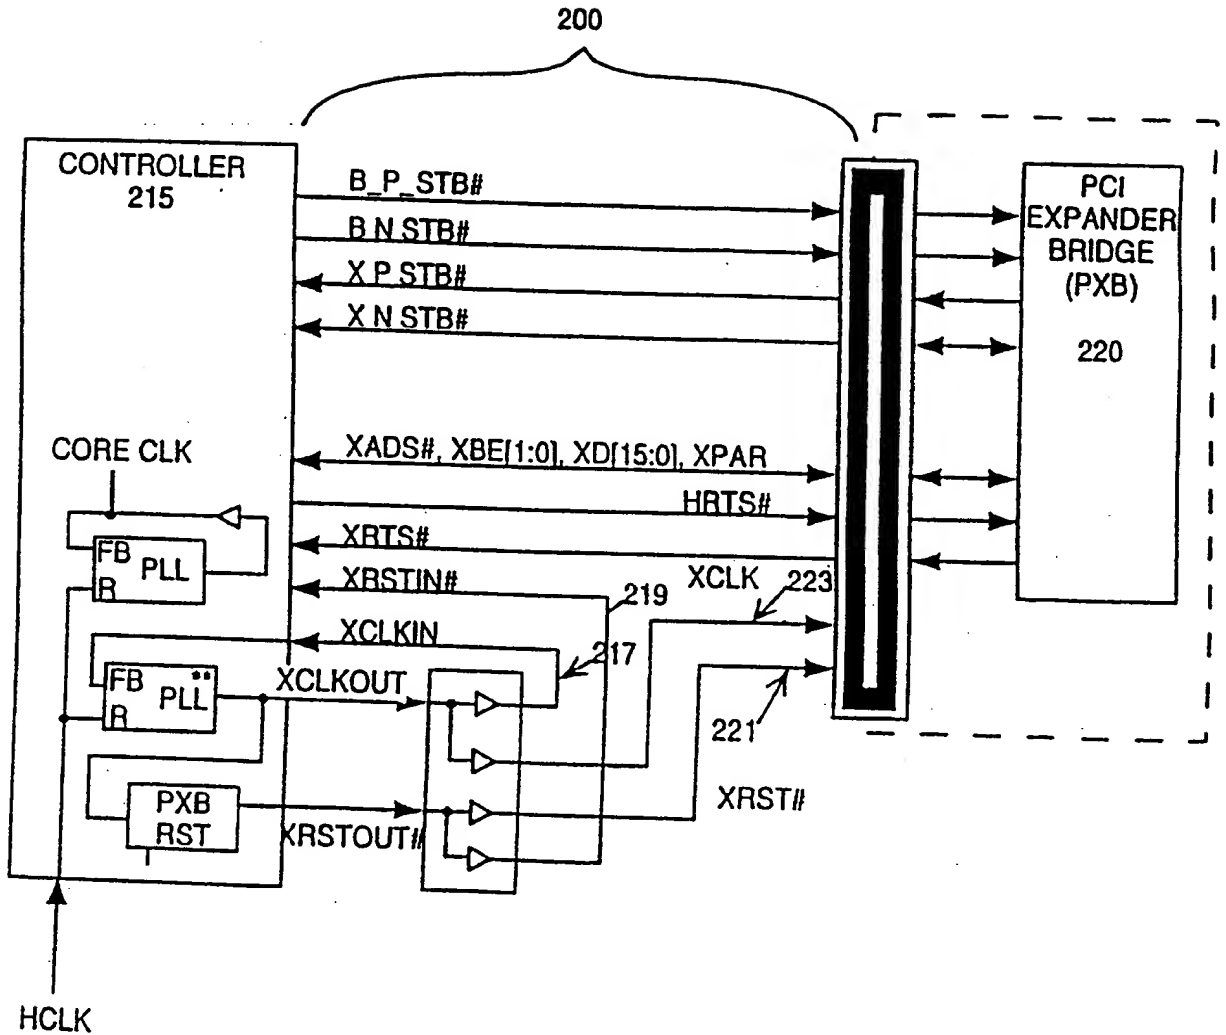 200
CONTROLLER
215
B_P_STB#
B N STB#
X P STB#
X N STB#
PCI
EXPANDER
BRIDGE
(PXB)
220
CORE CLK
FB
PLL
R
XADS#, XBE[1:0], XD[15:0], XPAR
HRTS#
XRTS#
XRSTIN#
XCLK
223
219
XCLKIN
217
FB
PLL
**
R
XCLKOUT
221
PXB
RST
XRSTOUT#
XRST#
HCLK